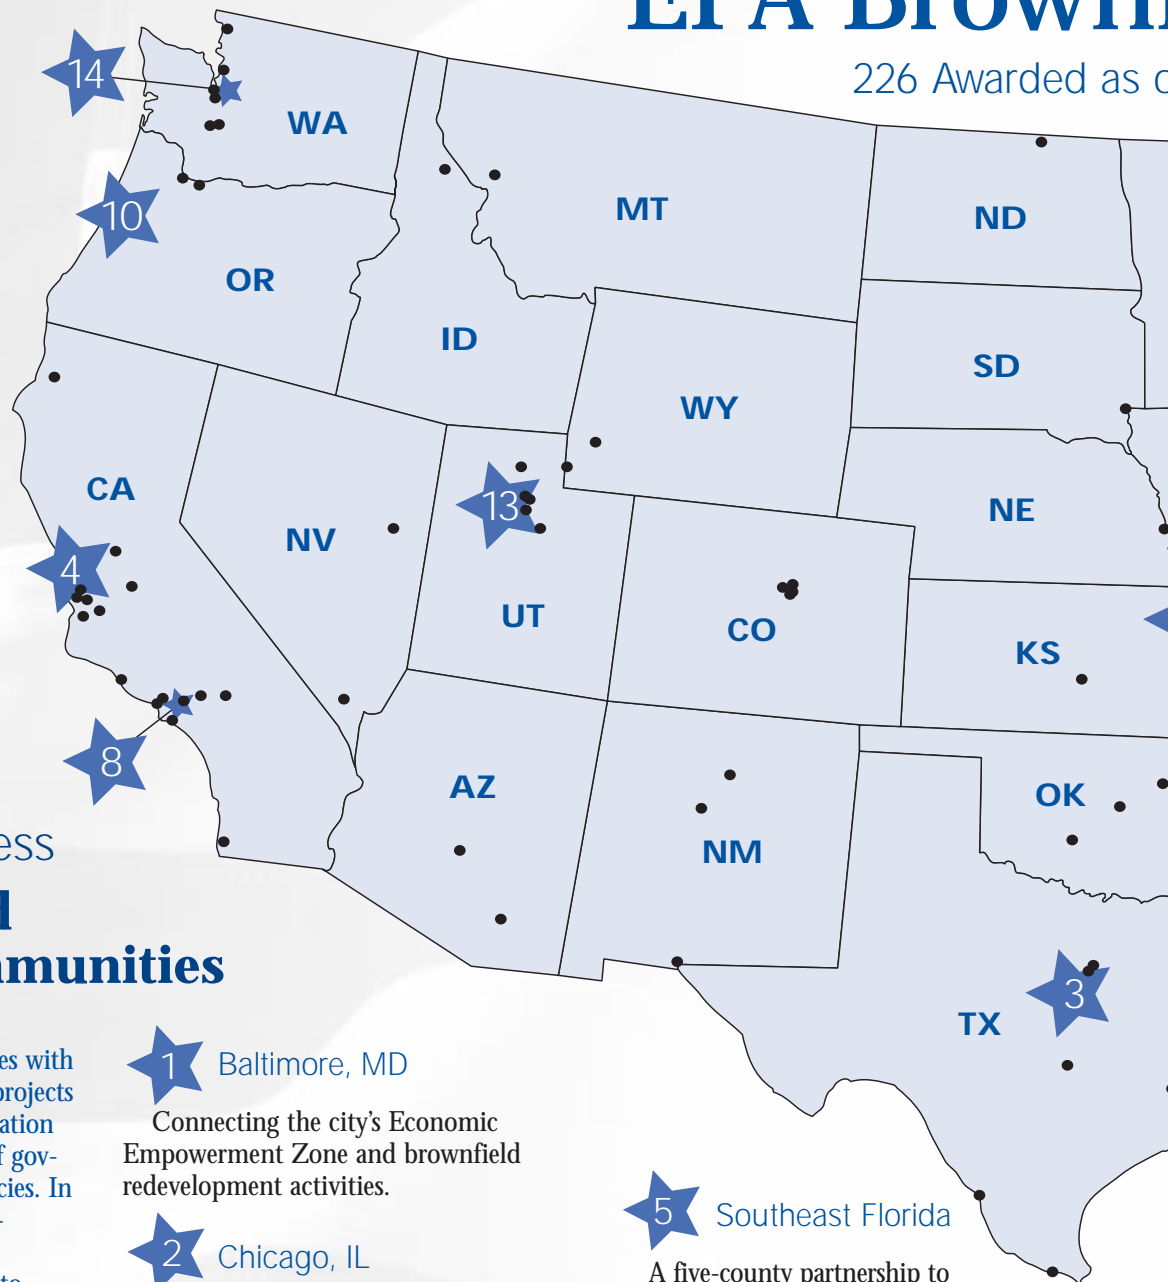 226 Awarded as
14
WA
10
MT
ND
OR
ID
SD
WY
CA
13
NE
NV
4
UT
CO
KS
8
AZ
OK
NM
3
TX
munities
es with
projects
ation
f gov-
cies. In
1 Baltimore, MD
Connecting the city's Economic
Empowerment Zone and brownfield
redevelopment activities.
2 Chicago, IL
5 Southeast Florida
A five-county partnership to